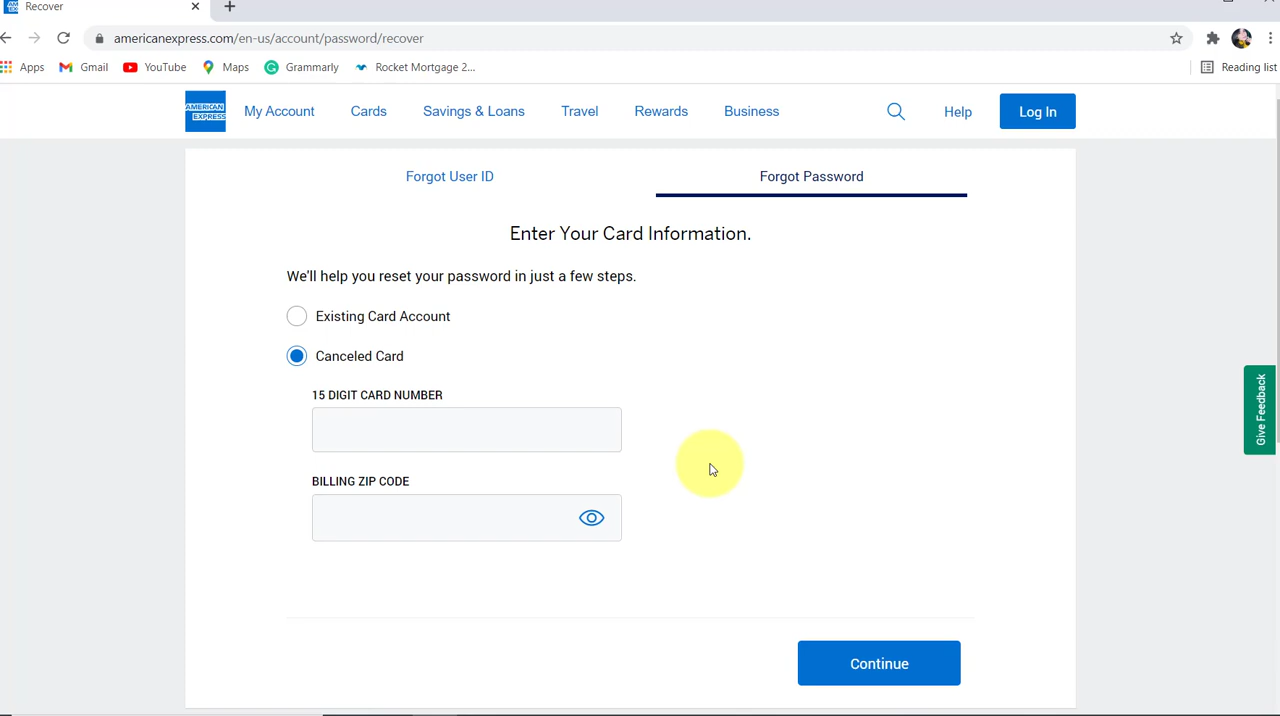 Recover
americanexpress.com/en-us/account/password/recover
Apps Gmail YouTube Maps Grammarly Rocket Mortgage 2... Reading list
AMERICAN
EXPRESS
My Account Cards Savings & Loans Travel Rewards Business Help Log In
Forgot User ID Forgot Password
Enter Your Card Information.
We'll help you reset your password in just a few steps.
Existing Card Account
Canceled Card
15 DIGIT CARD NUMBER
Give Feedback
BILLING ZIP CODE
Continue